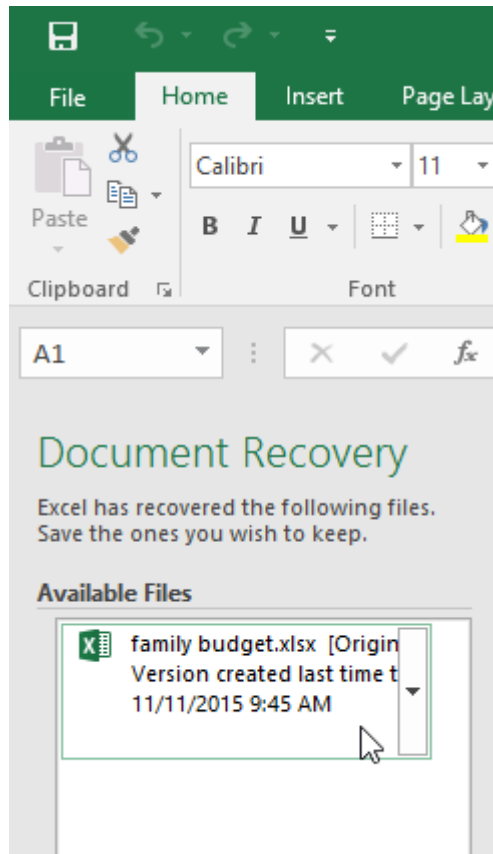 File Home Insert Page Lay
Calibri 11
Paste B I U
Clipboard Font
A1 fx
Document Recovery
Excel has recovered the following files.
Save the ones you wish to keep.
Available Files
family budget.xlsx [Origin
Version created last time t
11/11/2015 9:45 AM